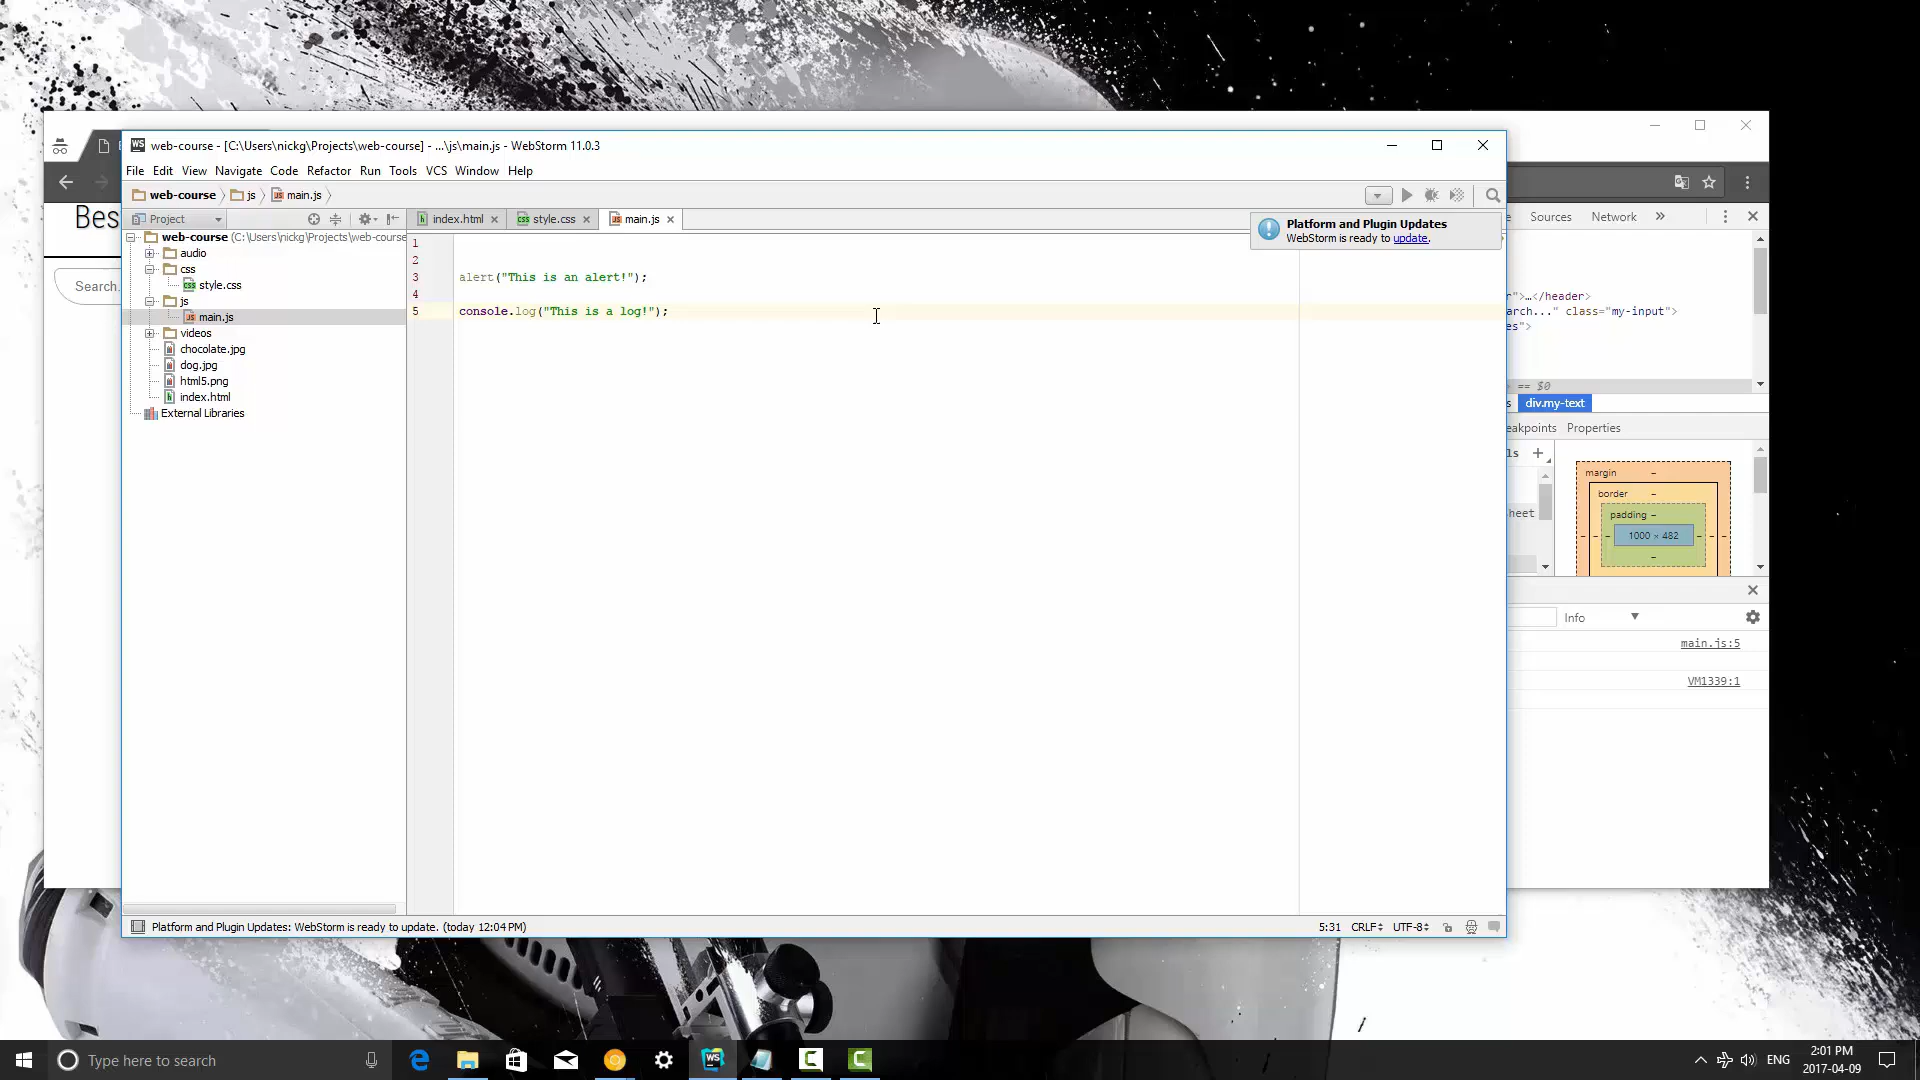 WS web-course - [C:\Users\nickg\Projects\web-course] - ...\js\main.js - WebStorm 11.0.3
File Edit View Navigate Code Refactor Run Tools VCS Window Help
web-course js main.js
Project
index.html style.css main.js
Platform and Plugin Updates
WebStorm is ready to update.
web-course (C:\Users\nickg\Projects\web-course
audio
css
style.css
js
main.js
videos
chocolate.jpg
dog.jpg
html5.png
index.html
External Libraries
1
2
3 alert("This is an alert!");
4
5 console.log("This is a log!");
Platform and Plugin Updates: WebStorm is ready to update. (today 12:04 PM)
5:31 CRLF UTF-8
Bes
Search.
Sources Network »
">…</header>
arch..." class="my-input">
es">
== $0
s div.my-text
eakpoints Properties
ls +
heet
margin –
border –
padding –
1000 × 482
Info
main.js:5
VM1339:1
Type here to search
WS
ENG
2:01 PM
2017-04-09